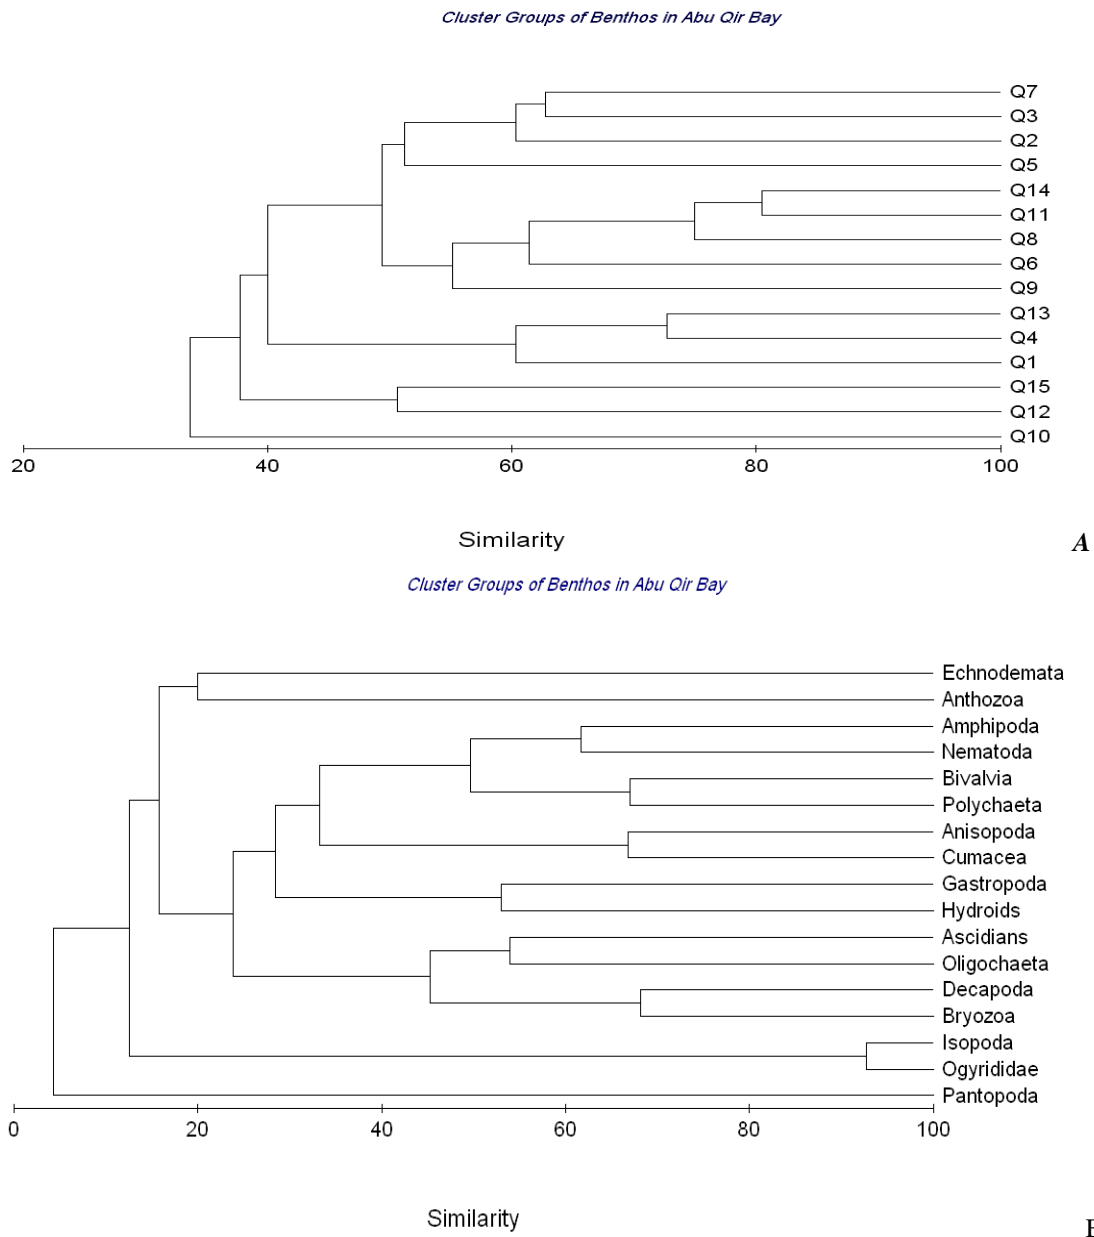 Cluster Groups of Benthos in Abu Qir Bay
Q7
Q3
Q2
Q5
Q14
Q11
Q8
Q6
Q9
Q13
Q4
Q1
Q15
Q12
Q10
20 40 60 80 100
Similarity
A
Cluster Groups of Benthos in Abu Qir Bay
Echnodemata
Anthozoa
Amphipoda
Nematoda
Bivalvia
Polychaeta
Anisopoda
Cumacea
Gastropoda
Hydroids
Ascidians
Oligochaeta
Decapoda
Bryozoa
Isopoda
Ogyrididae
Pantopoda
0 20 40 60 80 100
Similarity
B